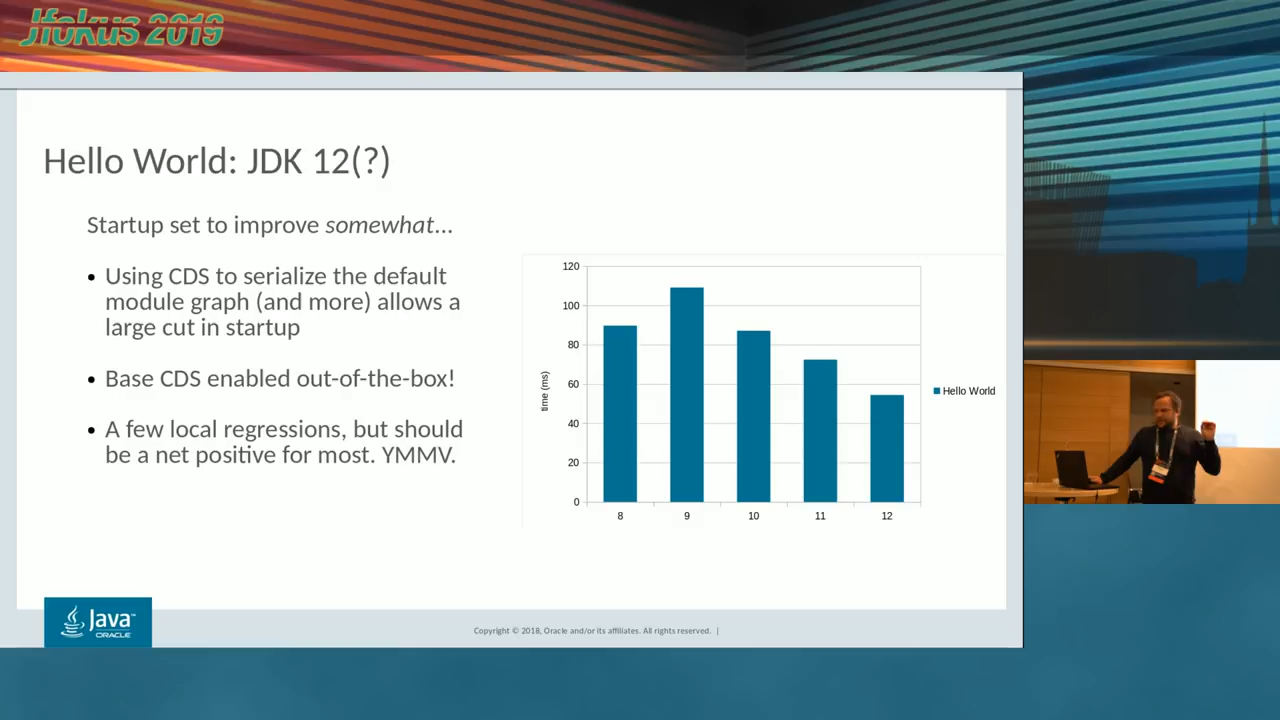 Jfokus 2019
Hello World: JDK 12(?)
Startup set to improve somewhat...
• Using CDS to serialize the default
module graph (and more) allows a
large cut in startup
• Base CDS enabled out-of-the-box!
• A few local regressions, but should
be a net positive for most. YMMV.
120
100
80
60
40
20
0
time (ms)
8 9 10 11 12
Hello World
Java™
ORACLE
Copyright © 2018, Oracle and/or its affiliates. All rights reserved. |